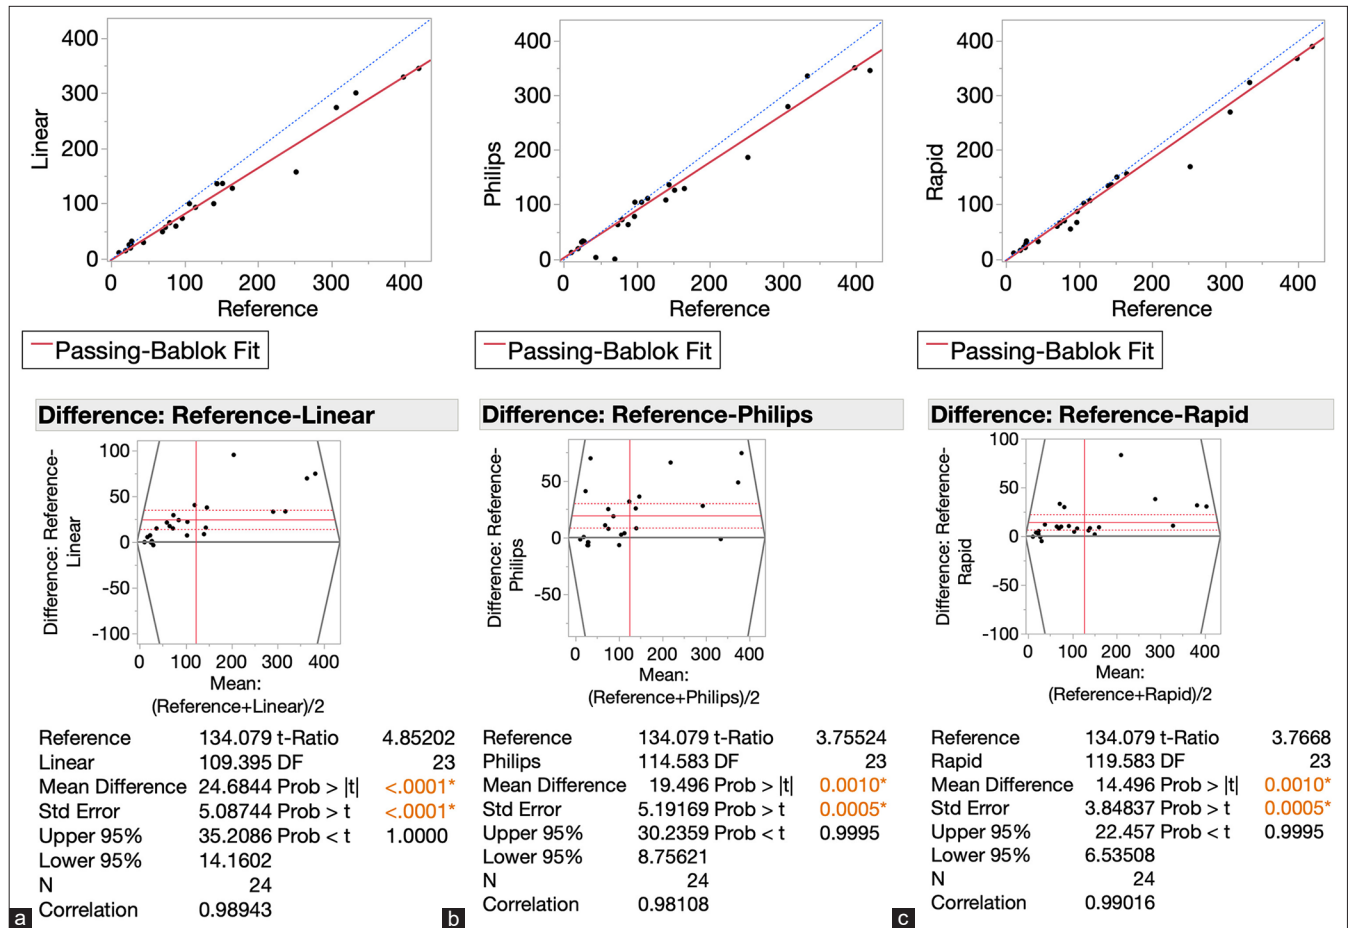 400
300
200
100
0
Linear
0 100 200 300 400
Reference
Passing-Bablok Fit
400
300
200
100
0
Philips
0 100 200 300 400
Reference
Passing-Bablok Fit
400
300
200
100
0
Rapid
0 100 200 300 400
Reference
Passing-Bablok Fit
Difference: Reference-Linear
Difference: Reference-
Linear
100
50
0
-50
-100
0 100 200 300 400
Mean:
(Reference+Linear)/2
Reference 134.079 t-Ratio 4.85202
Linear 109.395 DF 23
Mean Difference 24.6844 Prob > |t| <.0001*
Std Error 5.08744 Prob > t <.0001*
Upper 95% 35.2086 Prob < t 1.0000
Lower 95% 14.1602
N 24
Correlation 0.98943
a
Difference: Reference-Philips
Difference: Reference-
Philips
50
0
-50
0 100 200 300 400
Mean:
(Reference+Philips)/2
Reference 134.079 t-Ratio 3.75524
Philips 114.583 DF 23
Mean Difference 19.496 Prob > |t| 0.0010*
Std Error 5.19169 Prob > t 0.0005*
Upper 95% 30.2359 Prob < t 0.9995
Lower 95% 8.75621
N 24
Correlation 0.98108
b
Difference: Reference-Rapid
Difference: Reference-
Rapid
100
50
0
-50
-100
0 100 200 300 400
Mean:
(Reference+Rapid)/2
Reference 134.079 t-Ratio 3.7668
Rapid 119.583 DF 23
Mean Difference 14.496 Prob > |t| 0.0010*
Std Error 3.84837 Prob > t 0.0005*
Upper 95% 22.457 Prob < t 0.9995
Lower 95% 6.53508
N 24
Correlation 0.99016
c